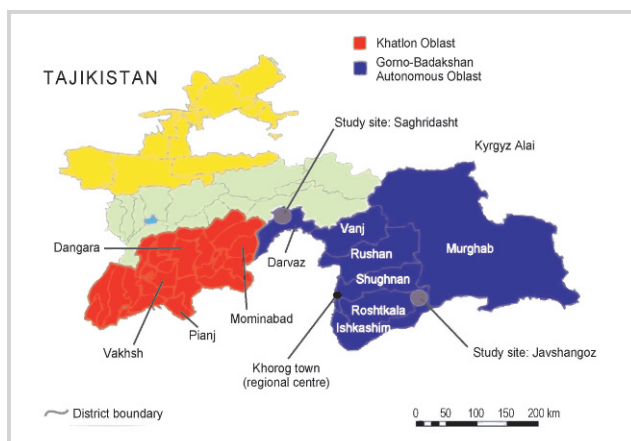 Khatlon Oblast
Gorno-Badakshan
Autonomous Oblast
TAJIKISTAN
Study site: Saghridasht
Kyrgyz Alai
Vanj
Dangara
Darvaz
Rushan
Murghab
Shughnan
Mominabad
Roshtkala
Ishkashim
Pianj
Vakhsh
Khorog town
(regional centre)
Study site: Javshangoz
District boundary
0 50 100 150 200 km